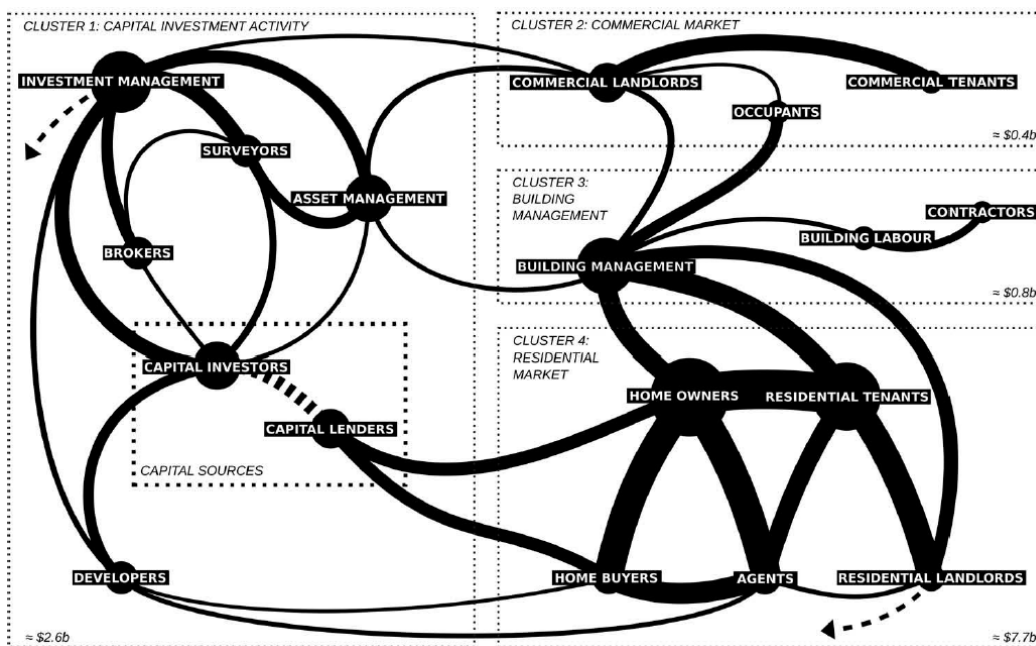 CLUSTER 1: CAPITAL INVESTMENT ACTIVITY
INVESTMENT MANAGEMENT
SURVEYORS
ASSET MANAGEMENT
BROKERS
CAPITAL INVESTORS
CAPITAL LENDERS
CAPITAL SOURCES
DEVELOPERS
≈ $2.6b
CLUSTER 2: COMMERCIAL MARKET
COMMERCIAL LANDLORDS
COMMERCIAL TENANTS
OCCUPANTS
≈ $0.4b
CLUSTER 3:
BUILDING
MANAGEMENT
CONTRACTORS
BUILDING LABOUR
BUILDING MANAGEMENT
≈ $0.8b
CLUSTER 4:
RESIDENTIAL
MARKET
HOME OWNERS
RESIDENTIAL TENANTS
HOME BUYERS
AGENTS
RESIDENTIAL LANDLORDS
≈ $7.7b